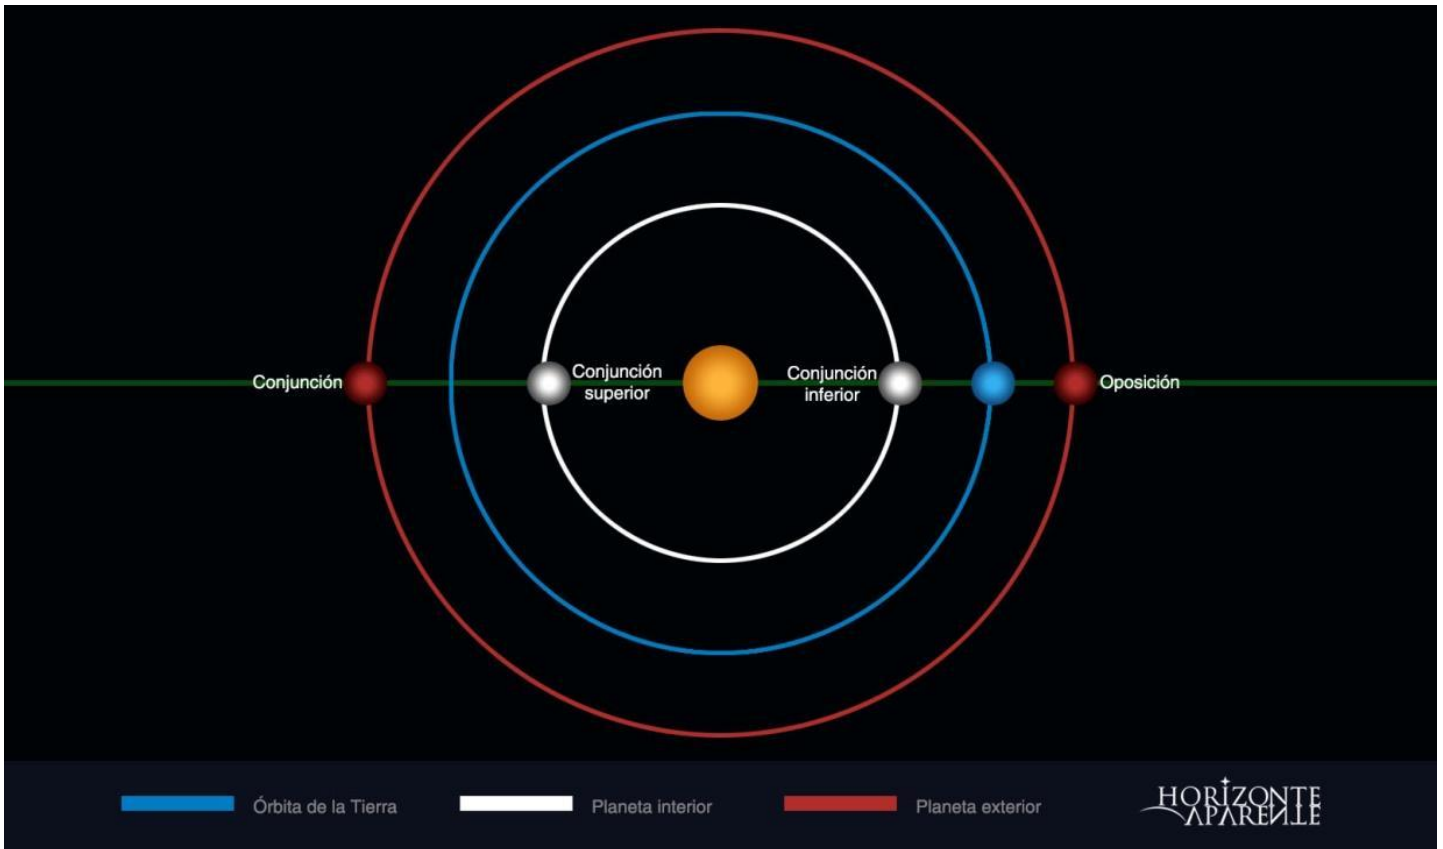 Conjunción
Conjunción
superior
Conjunción
inferior
Oposición
Órbita de la Tierra
Planeta interior
Planeta exterior
HORIZONTE
APARENTE